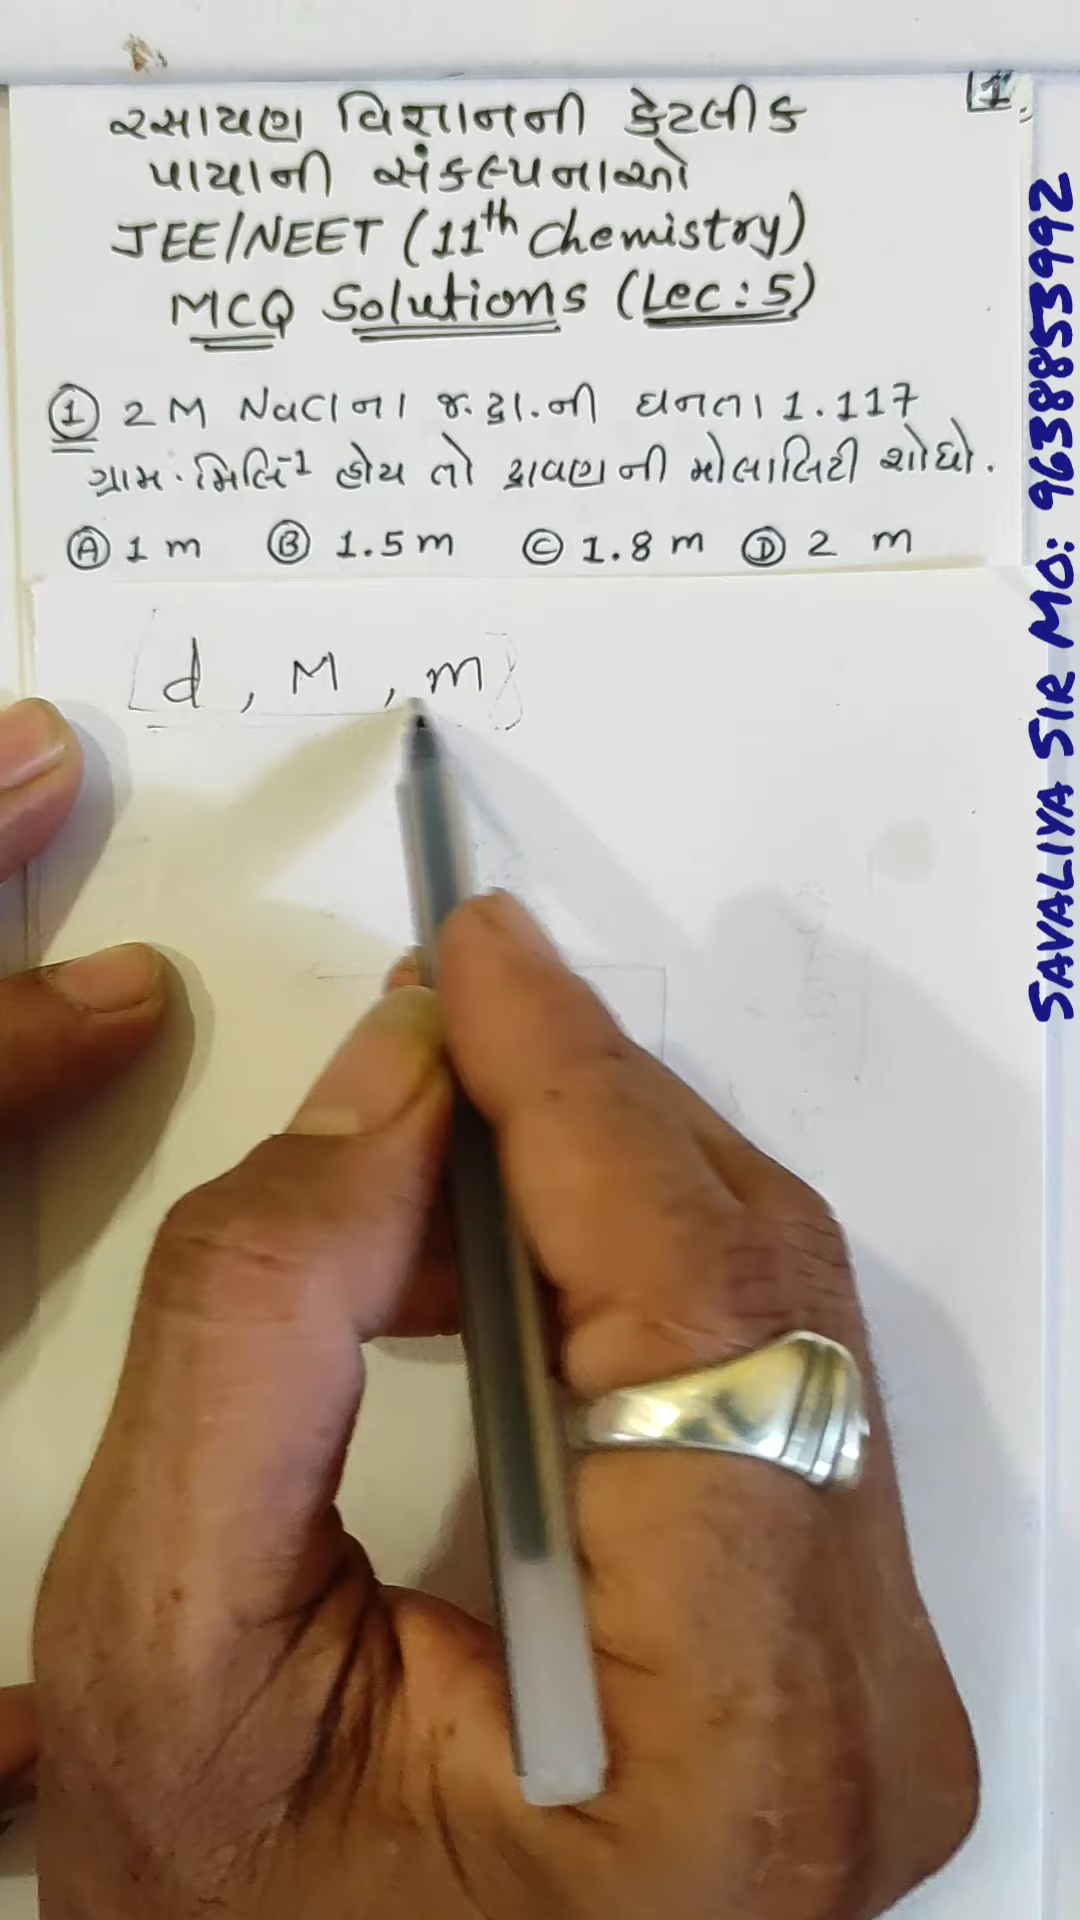 1.
રસાયણ વિજ્ઞાનની કેટલીક
પાયાની સંકલ્પનાઓ
JEE/NEET (11th Chemistry)
MCQ Solutions (Lec: 5)
① 2 M NaClના જ.દ્રા.ની ઘનતા 1.117
ગ્રામ.મિલિ-1 હોય તો દ્રાવણની મોલાલિટી શોધો.
Ⓐ 1 m Ⓑ 1.5 m Ⓒ 1.8 m Ⓓ 2 m
d, M, m
SAVALIYA SIR MO: 9638853992